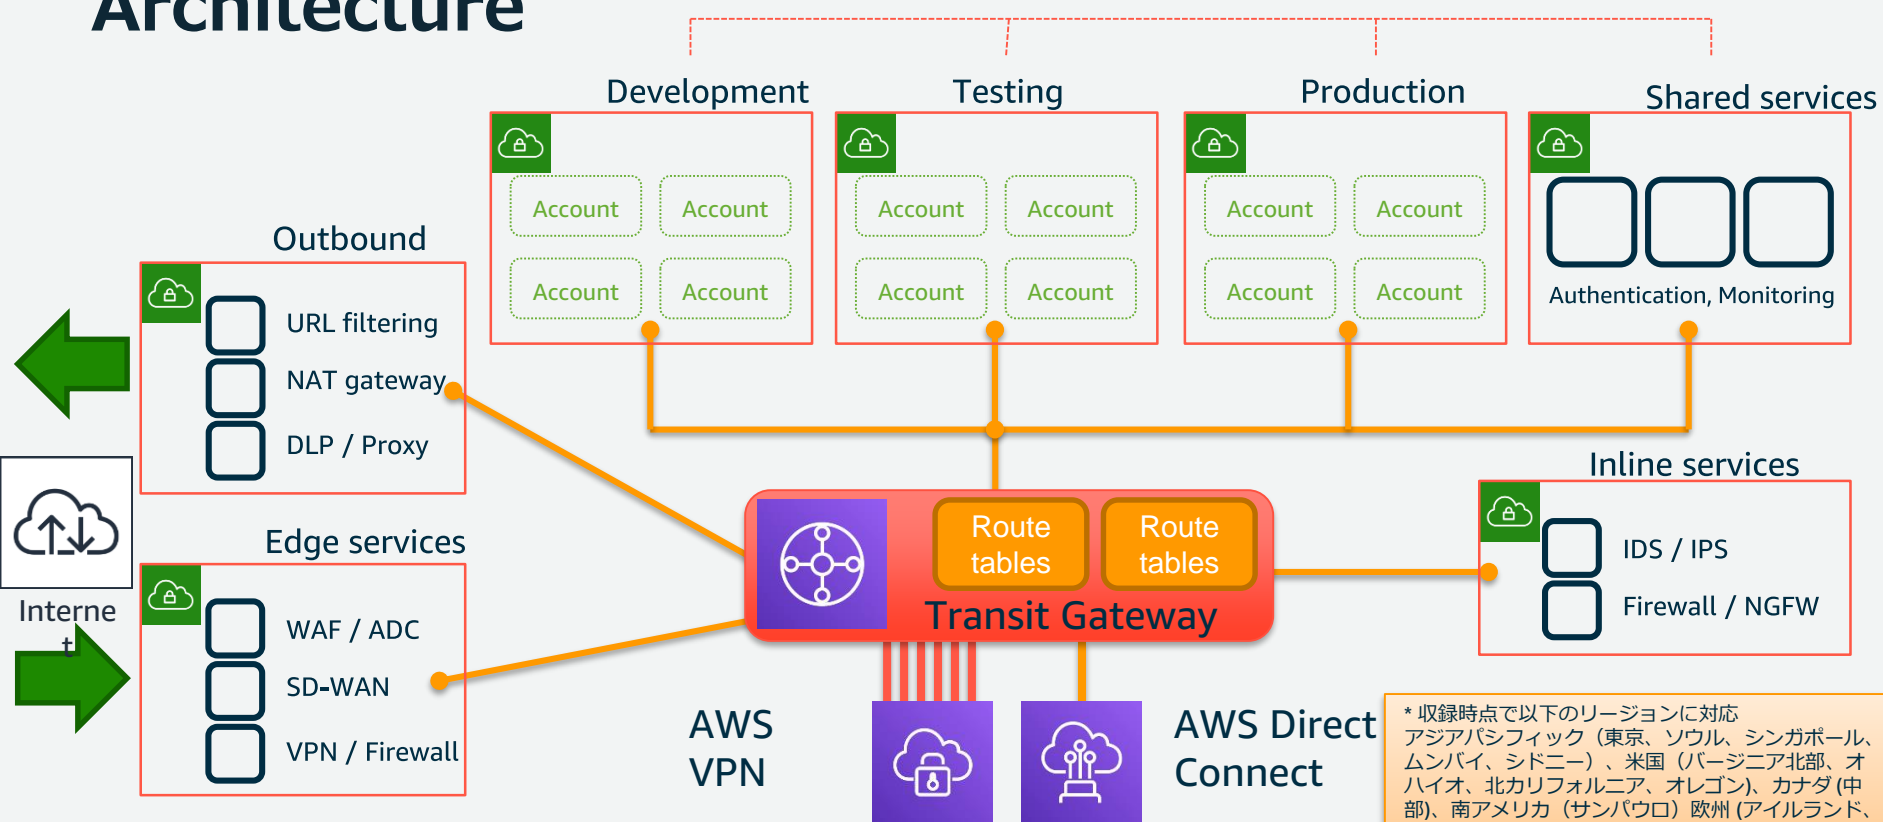 Architecture
Development
Testing
Production
Shared services
Account
Account
Account
Account
Account
Account
Account
Account
Account
Account
Account
Account
Authentication, Monitoring
Outbound
URL filtering
NAT gateway
DLP / Proxy
Interne
t
Edge services
WAF / ADC
SD-WAN
VPN / Firewall
Route
tables
Route
tables
Transit Gateway
Inline services
IDS / IPS
Firewall / NGFW
AWS
VPN
AWS Direct
Connect
* 収録時点で以下のリージョンに対応
アジアパシフィック（東京、ソウル、シンガポール、
ムンバイ、シドニー）、米国（バージニア北部、オ
ハイオ、北カリフォルニア、オレゴン）、カナダ (中
部)、南アメリカ（サンパウロ）欧州 (アイルランド、